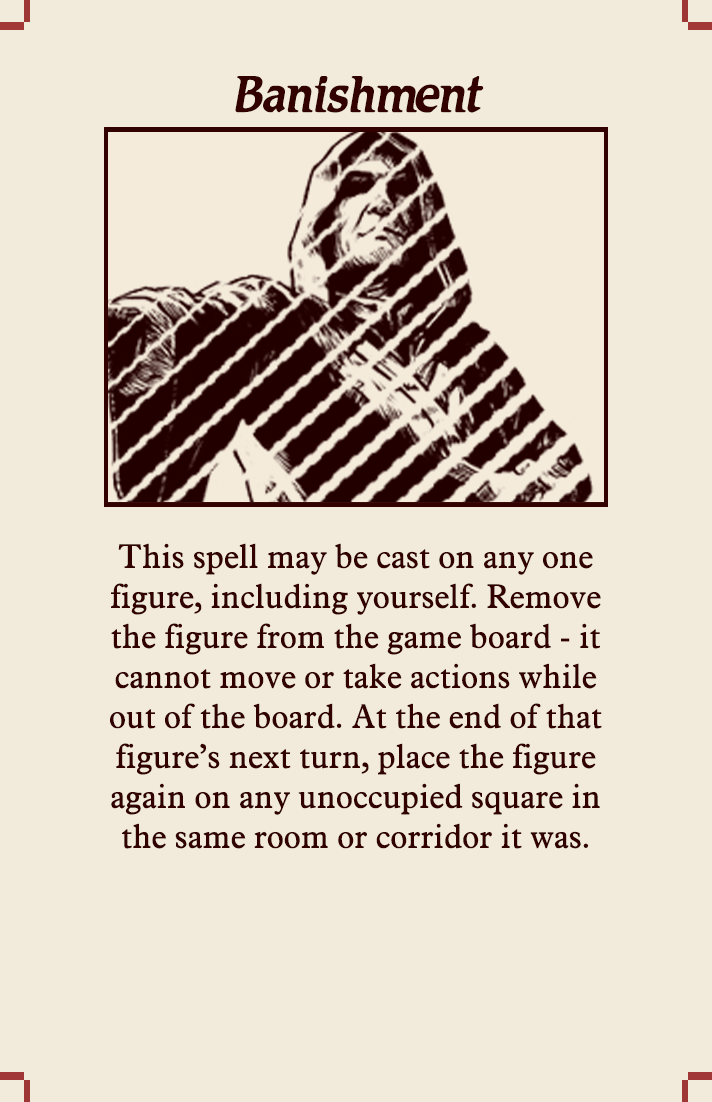 Banishment
This spell may be cast on any one
figure, including yourself. Remove
the figure from the game board - it
cannot move or take actions while
out of the board. At the end of that
figure’s next turn, place the figure
again on any unoccupied square in
the same room or corridor it was.